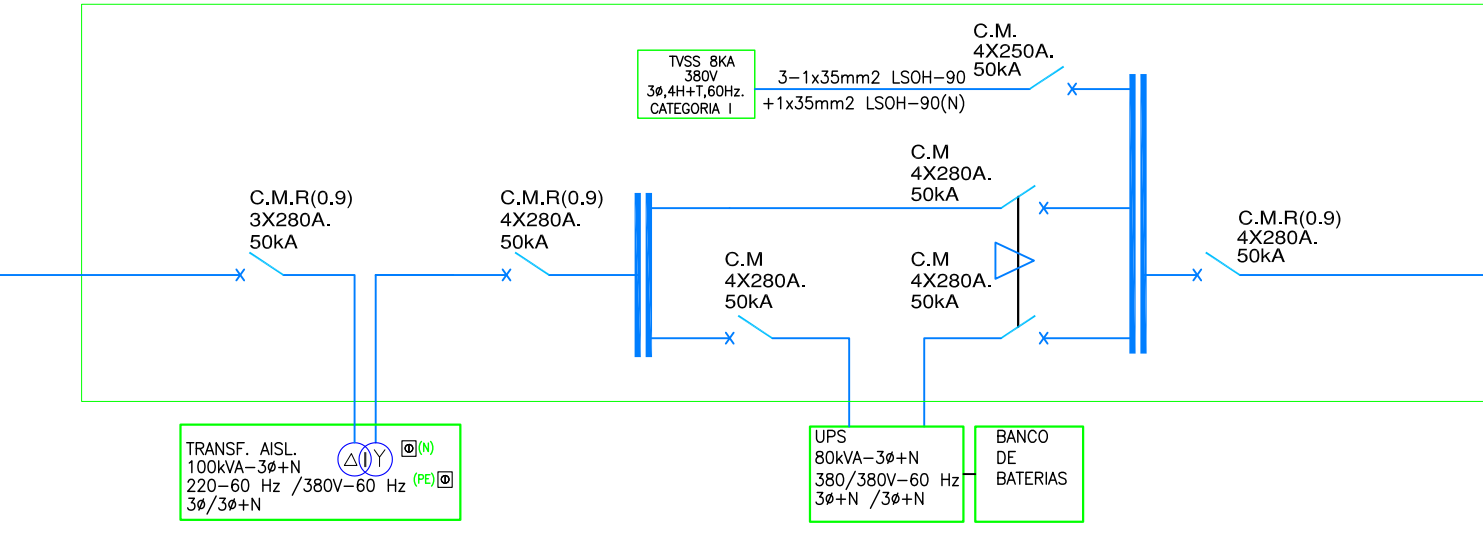 C.M.
4X250A.
50kA
TVSS 8KA
380V
3ø,4H+T,60Hz.
CATEGORIA I
3-1x35mm2 LSOH-90
+1x35mm2 LSOH-90(N)
C.M
4X280A.
50kA
C.M.R(0.9)
3X280A.
50kA
C.M.R(0.9)
4X280A.
50kA
C.M
4X280A.
50kA
C.M
4X280A.
50kA
C.M.R(0.9)
4X280A.
50kA
TRANSF. AISL.
100kVA-3ø+N
220-60 Hz /380V-60 Hz
3ø/3ø+N
(N)
(PE)
UPS
80kVA-3ø+N
380/380V-60 Hz
3ø+N /3ø+N
BANCO
DE
BATERIAS